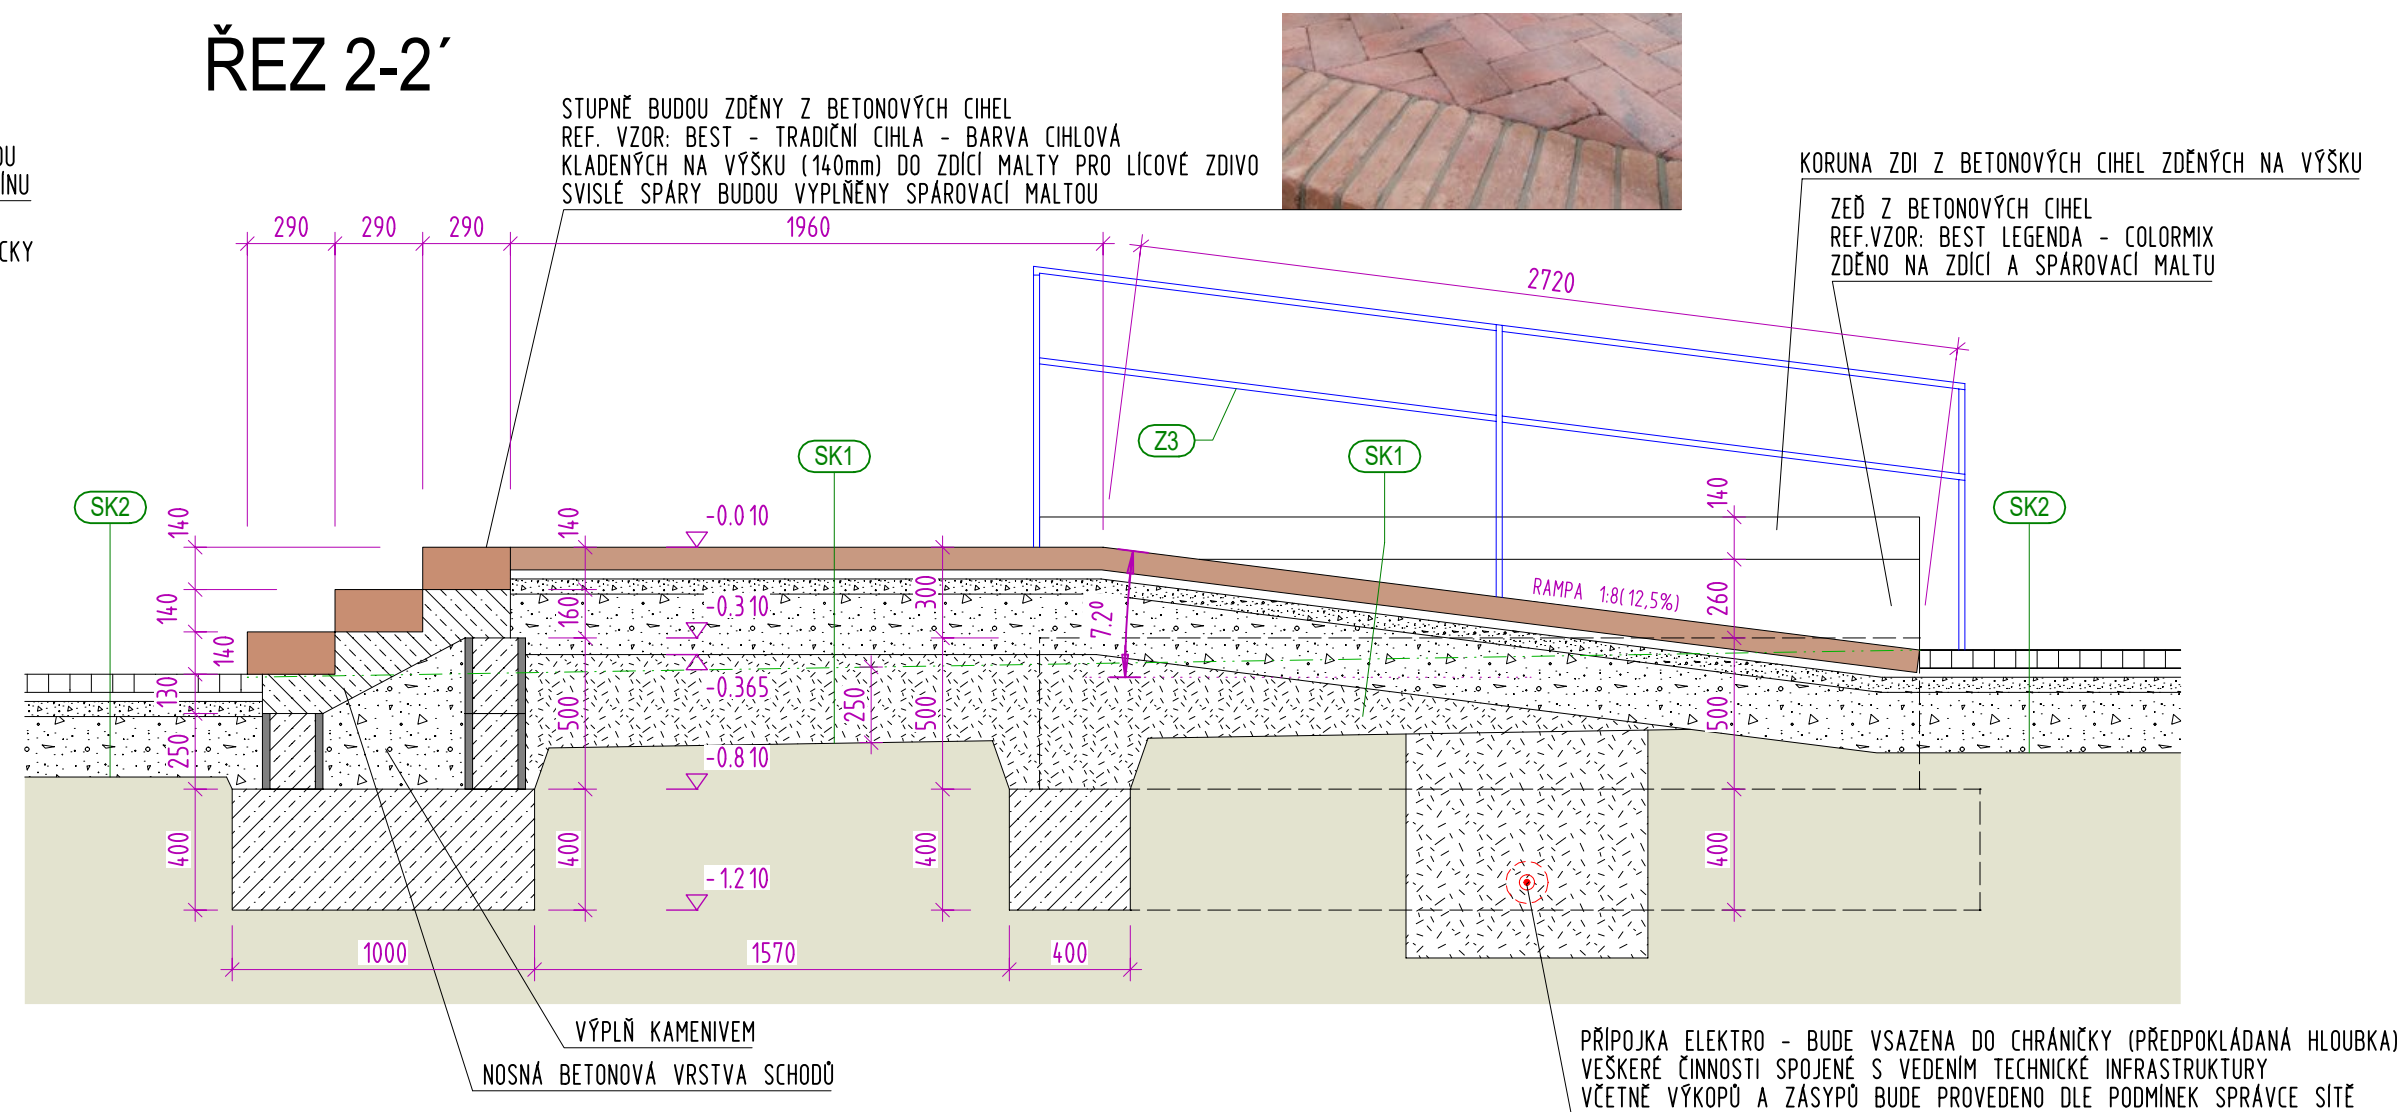 ŘEZ 2-2´
OU
ÍNU
CKY
STUPNĚ BUDOU ZDĚNY Z BETONOVÝCH CIHEL
REF. VZOR: BEST - TRADIČNÍ CIHLA - BARVA CIHLOVÁ
KLADENÝCH NA VÝŠKU (140mm) DO ZDÍCÍ MALTY PRO LÍCOVÉ ZDIVO
SVISLÉ SPÁRY BUDOU VYPLŇĚNY SPÁROVACÍ MALTOU
KORUNA ZDI Z BETONOVÝCH CIHEL ZDĚNÝCH NA VÝŠKU
ZEĎ Z BETONOVÝCH CIHEL
REF.VZOR: BEST LEGENDA - COLORMIX
ZDĚNO NA ZDÍCÍ A SPÁROVACÍ MALTU
290
290
290
1960
2720
Z3
SK1
SK1
SK2
SK2
140
140
140
130
250
400
140
160
500
400
-0.010
-0.310
-0.365
-0.810
-1.210
250
300
500
400
7.2°
RAMPA 1:8(12,5%)
140
260
500
400
1000
1570
400
VÝPLŇ KAMENIVEM
NOSNÁ BETONOVÁ VRSTVA SCHODŮ
PŘÍPOJKA ELEKTRO - BUDE VSAZENA DO CHRÁNIČKY (PŘEDPOKLÁDANÁ HLOUBKA)
VEŠKERÉ ČINNOSTI SPOJENÉ S VEDENÍM TECHNICKÉ INFRASTRUKTURY
VČETNĚ VÝKOPŮ A ZÁSYPŮ BUDE PROVEDENO DLE PODMÍNEK SPRÁVCE SÍTĚ